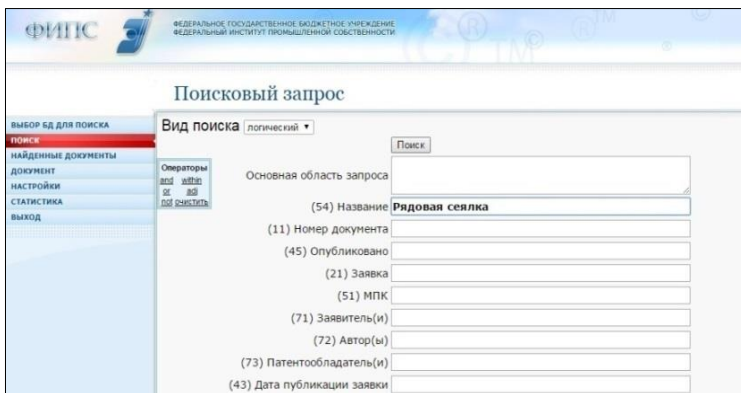 ФИПС
ФЕДЕРАЛЬНОЕ ГОСУДАРСТВЕННОЕ БЮДЖЕТНОЕ УЧРЕЖДЕНИЕ
ФЕДЕРАЛЬНЫЙ ИНСТИТУТ ПРОМЫШЛЕННОЙ СОБСТВЕННОСТИ
Поисковый запрос
ВЫБОР БД ДЛЯ ПОИСКА
ПОИСК
НАЙДЕННЫЕ ДОКУМЕНТЫ
ДОКУМЕНТ
НАСТРОЙКИ
СТАТИСТИКА
ВЫХОД
Вид поиска логический
Поиск
Операторы
and within
or adj
not очистить
Основная область запроса
(54) Название Рядовая сеялка
(11) Номер документа
(45) Опубликовано
(21) Заявка
(51) МПК
(71) Заявитель(и)
(72) Автор(ы)
(73) Патентообладатель(и)
(43) Дата публикации заявки